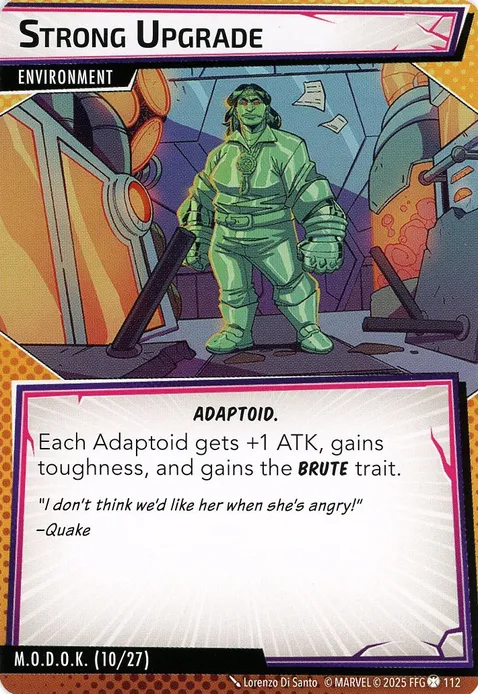 STRONG UPGRADE
ENVIRONMENT
ADAPTOID.
Each Adaptoid gets +1 ATK, gains
toughness, and gains the BRUTE trait.
"I don't think we'd like her when she's angry!"
–Quake
M.O.D.O.K. (10/27)
Lorenzo Di Santo © MARVEL © 2025 FFG 112